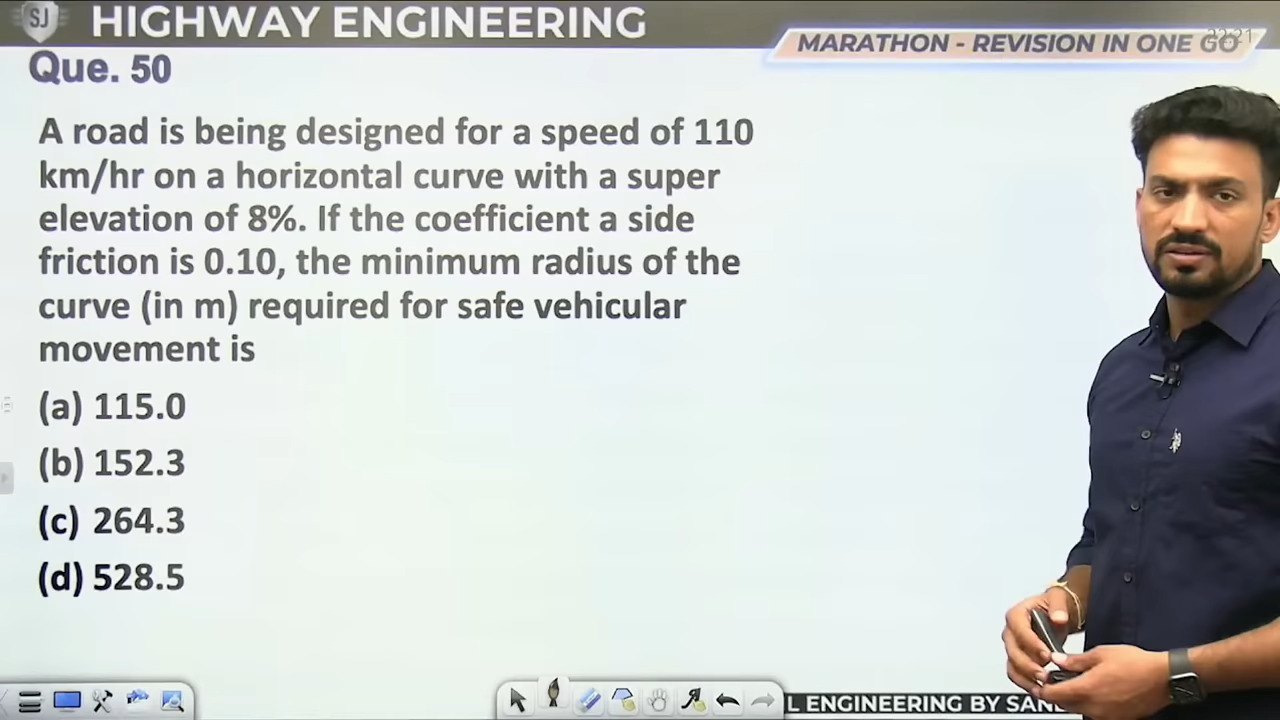 SJ
HIGHWAY ENGINEERING
MARATHON - REVISION IN ONE GO
Que. 50
A road is being designed for a speed of 110
km/hr on a horizontal curve with a super
elevation of 8%. If the coefficient a side
friction is 0.10, the minimum radius of the
curve (in m) required for safe vehicular
movement is
(a) 115.0
(b) 152.3
(c) 264.3
(d) 528.5
L ENGINEERING BY SAN